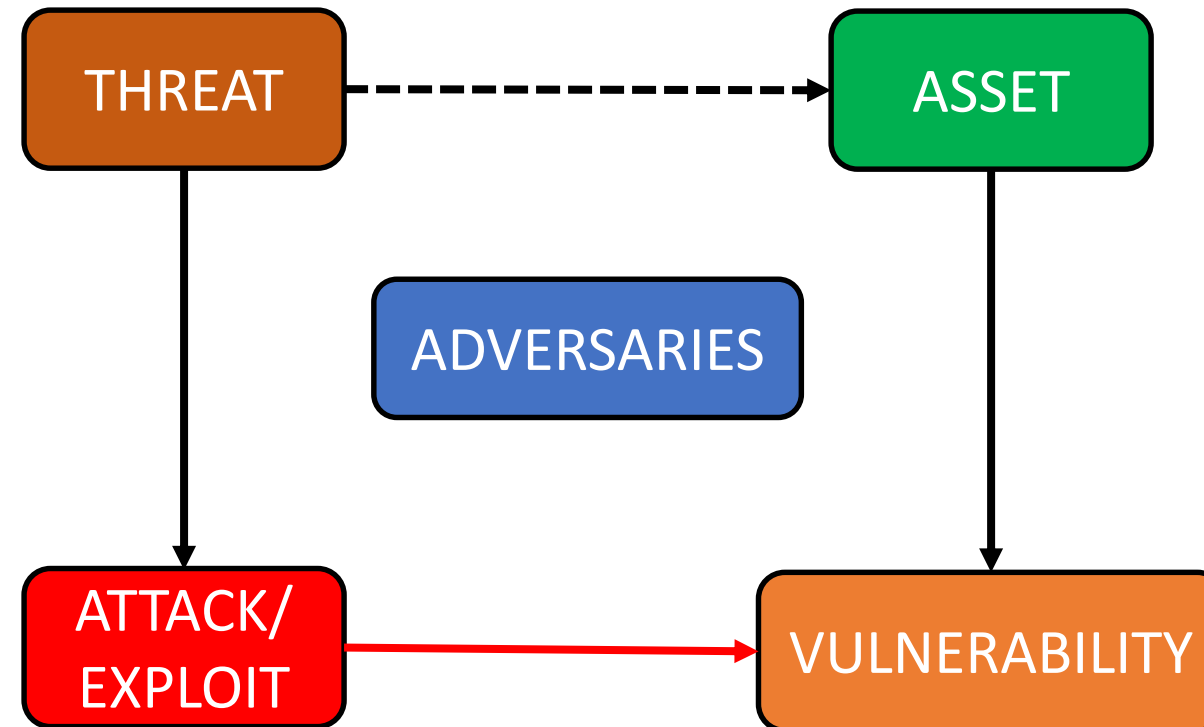 THREAT
ASSET
ADVERSARIES
ATTACK/
EXPLOIT
VULNERABILITY